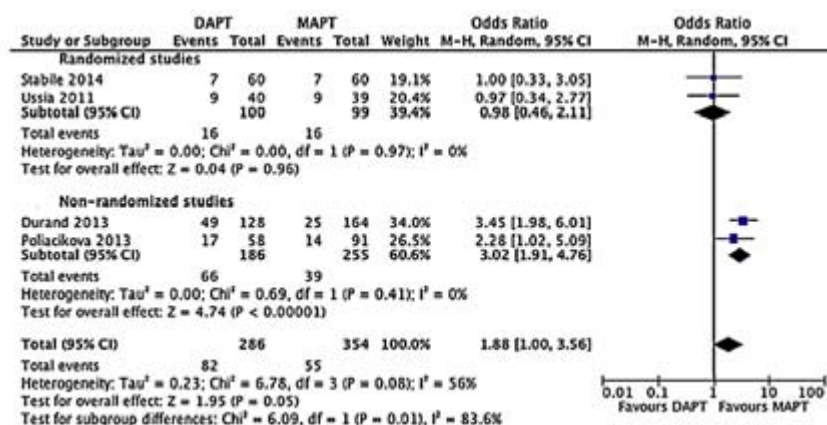 DAPT MAPT Odds Ratio Odds Ratio
Study or Subgroup Events Total Events Total Weight M-H, Random, 95% CI M-H, Random, 95% CI
Randomized studies
Stabile 2014 7 60 7 60 19.1% 1.00 [0.33, 3.05]
Ussia 2011 9 40 9 39 20.4% 0.97 [0.34, 2.77]
Subtotal (95% CI) 100 99 39.4% 0.98 [0.46, 2.11]
Total events 16 16
Heterogeneity: Tau² = 0.00; Chi² = 0.00, df = 1 (P = 0.97); I² = 0%
Test for overall effect: Z = 0.04 (P = 0.96)
Non-randomized studies
Durand 2013 49 128 25 164 34.0% 3.45 [1.98, 6.01]
Poliacikova 2013 17 58 14 91 26.5% 2.28 [1.02, 5.09]
Subtotal (95% CI) 186 255 60.6% 3.02 [1.91, 4.76]
Total events 66 39
Heterogeneity: Tau² = 0.00; Chi² = 0.69, df = 1 (P = 0.41); I² = 0%
Test for overall effect: Z = 4.74 (P < 0.00001)
Total (95% CI) 286 354 100.0% 1.88 [1.00, 3.56]
Total events 82 55
Heterogeneity: Tau² = 0.23; Chi² = 6.78, df = 3 (P = 0.08); I² = 56%
Test for overall effect: Z = 1.95 (P = 0.05)
Test for subgroup differences: Chi² = 6.09, df = 1 (P = 0.01), I² = 83.6%
0.01 0.1 1 10 100
Favours DAPT Favours MAPT